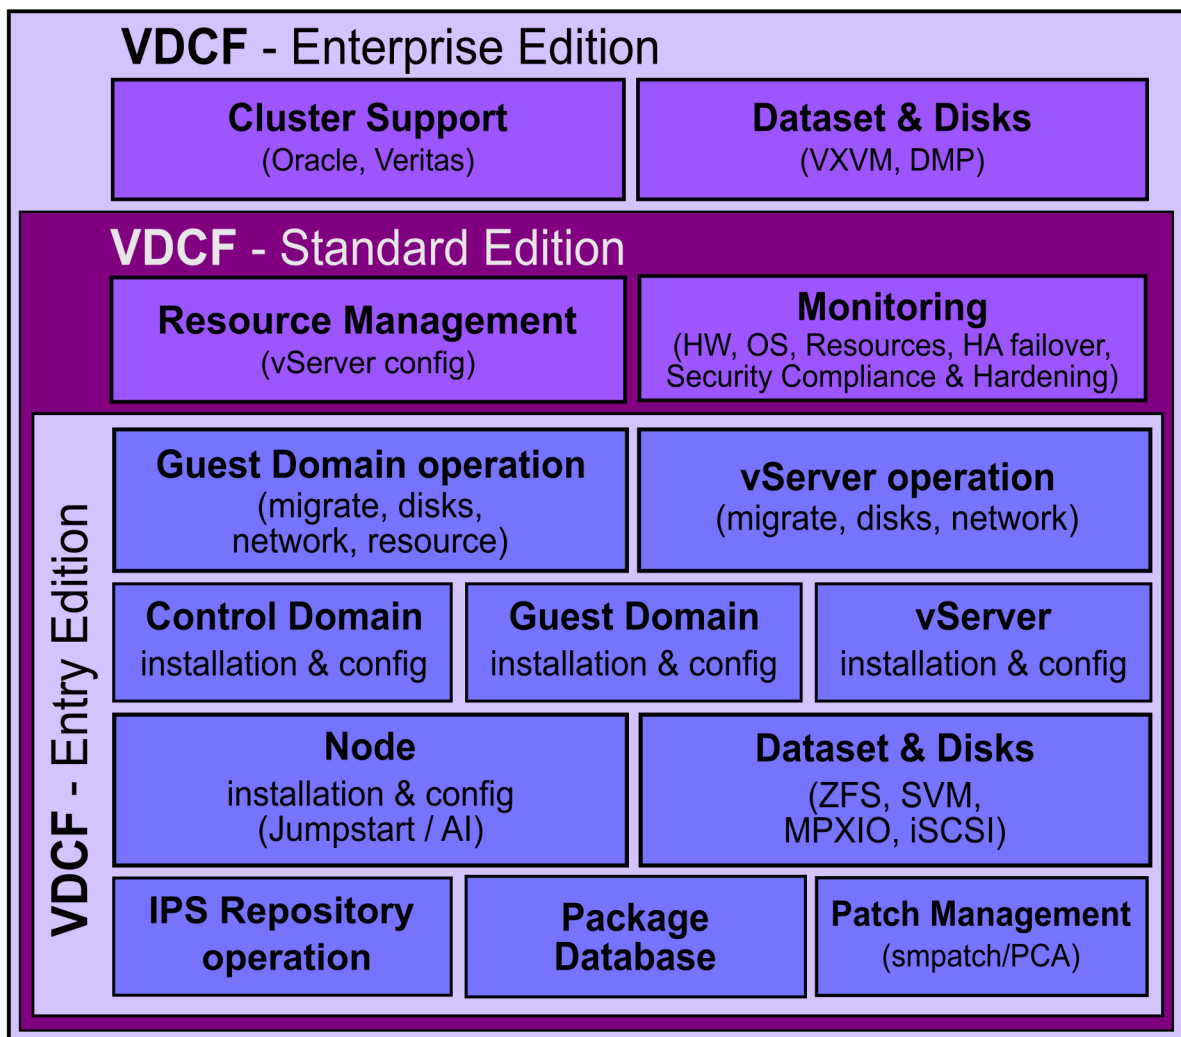 VDCF - Enterprise Edition
Cluster Support
(Oracle, Veritas)
Dataset & Disks
(VXVM, DMP)
VDCF - Standard Edition
Resource Management
(vServer config)
Monitoring
(HW, OS, Resources, HA failover,
Security Compliance & Hardening)
VDCF - Entry Edition
Guest Domain operation
(migrate, disks,
network, resource)
vServer operation
(migrate, disks, network)
Control Domain
installation & config
Guest Domain
installation & config
vServer
installation & config
Node
installation & config
(Jumpstart / AI)
Dataset & Disks
(ZFS, SVM,
MPXIO, iSCSI)
IPS Repository
operation
Package
Database
Patch Management
(smpatch/PCA)